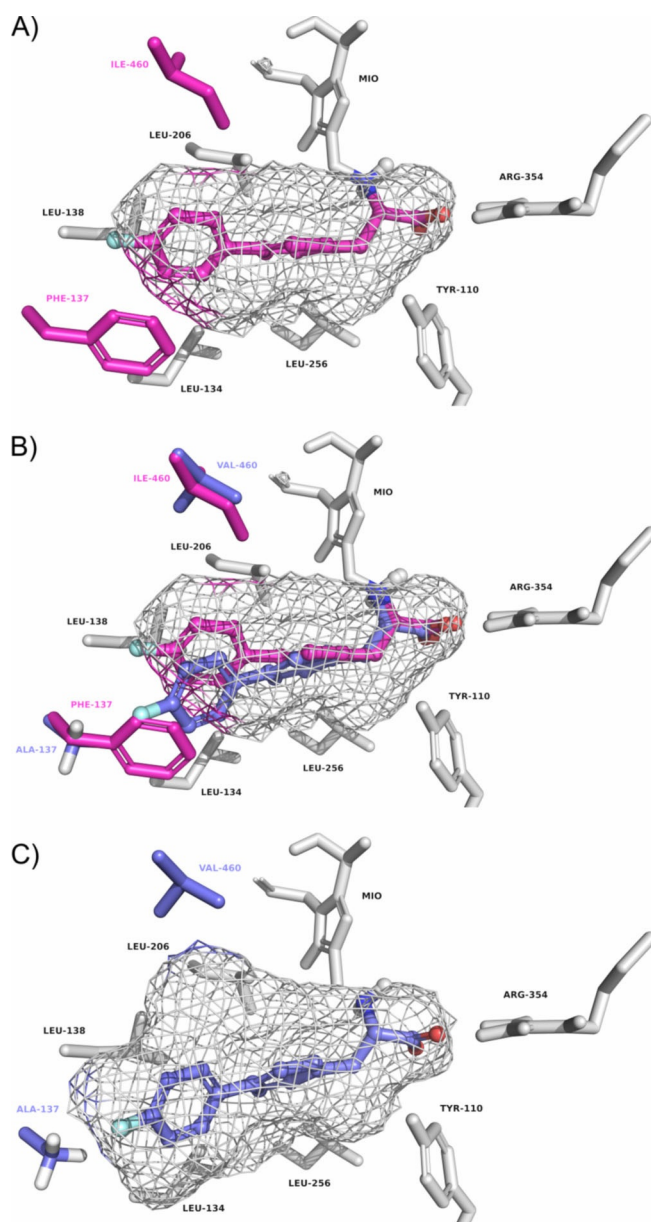 A)
ILE-460
MIO
LEU-206
ARG-354
LEU-138
TYR-110
PHE-137
LEU-256
LEU-134
B)
VAL-460
ILE-460
MIO
LEU-206
ARG-354
LEU-138
TYR-110
PHE-137
ALA-137
LEU-256
LEU-134
C)
VAL-460
MIO
LEU-206
ARG-354
LEU-138
ALA-137
TYR-110
LEU-256
LEU-134